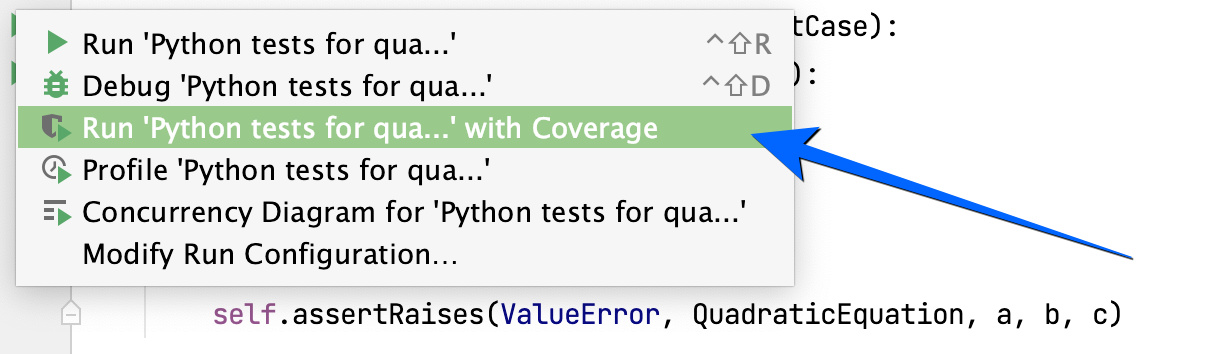 tCase):
Run 'Python tests for qua...' ⌃⇧R
):
Debug 'Python tests for qua...' ⌃⇧D
Run 'Python tests for qua...' with Coverage
Profile 'Python tests for qua...'
Concurrency Diagram for 'Python tests for qua...'
Modify Run Configuration...
self.assertRaises(ValueError, QuadraticEquation, a, b, c)